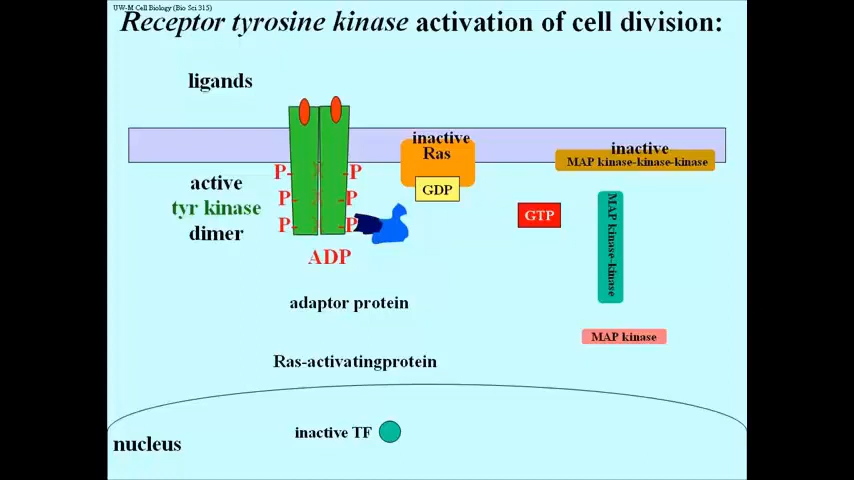 UW-M Cell Biology (Bio Sci 315)
Receptor tyrosine kinase activation of cell division:
ligands
inactive
Ras
GDP
inactive
MAP kinase-kinase-kinase
active
tyr kinase
dimer
P- -P
P- -P
P- -P
ADP
GTP
MAP kinase-kinase
adaptor protein
MAP kinase
Ras-activatingprotein
inactive TF
nucleus